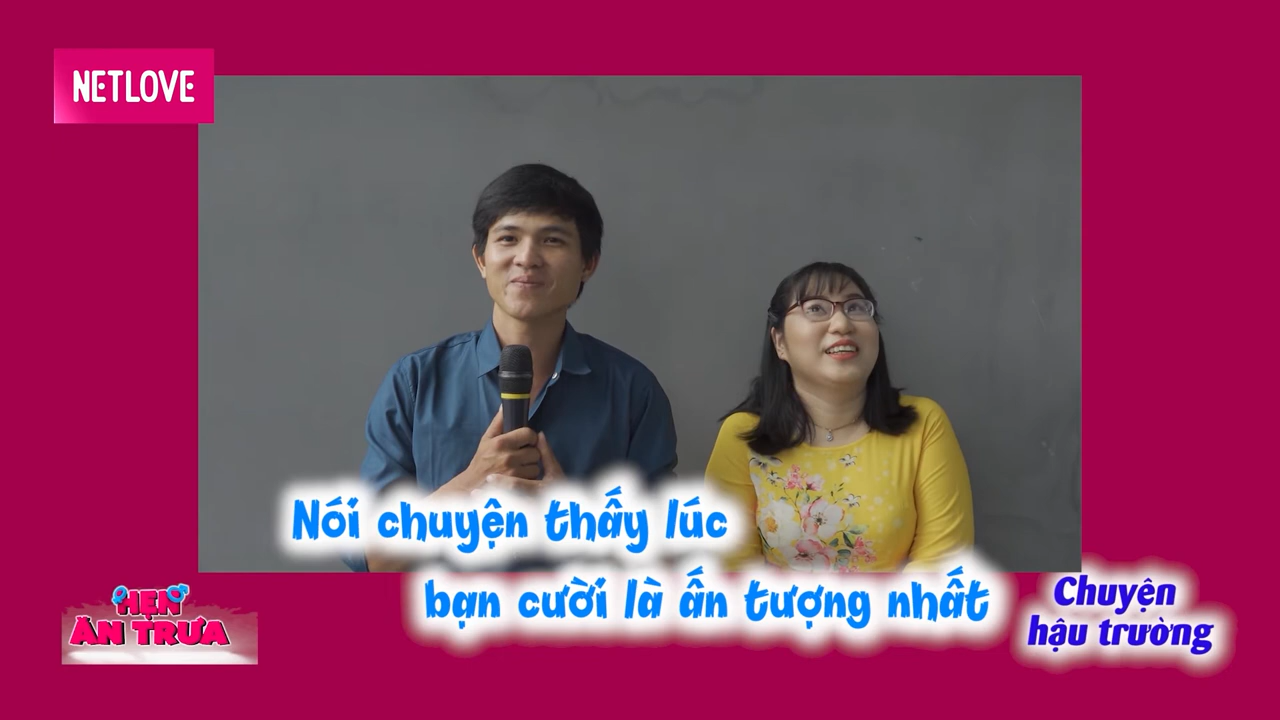 NETLOVE
Nói chuyện thấy lúc
bạn cười là ấn tượng nhất
HẸN
ĂN TRƯA
Chuyện
hậu trường